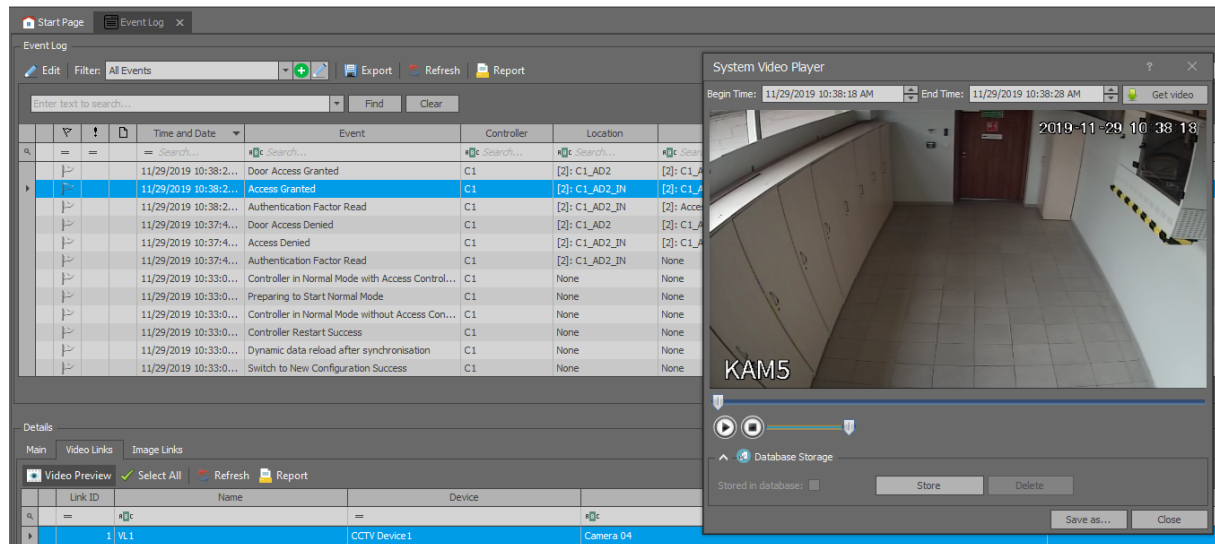 Start Page Event Log
Event Log
Edit Filter: All Events Export Refresh Report
Enter text to search... Find Clear
Time and Date Event Controller Location
= = = Search... Search... Search... Search...
11/29/2019 10:38:2... Door Access Granted C1 [2]: C1_AD2 [2]: C1_A
11/29/2019 10:38:2... Access Granted C1 [2]: C1_AD2_IN [2]: C1_A
11/29/2019 10:38:2... Authentication Factor Read C1 [2]: C1_AD2_IN [2]: Acce
11/29/2019 10:37:4... Door Access Denied C1 [2]: C1_AD2 [2]: C1_A
11/29/2019 10:37:4... Access Denied C1 [2]: C1_AD2_IN [2]: C1_A
11/29/2019 10:37:4... Authentication Factor Read C1 [2]: C1_AD2_IN None
11/29/2019 10:33:0... Controller in Normal Mode with Access Control... C1 None None
11/29/2019 10:33:0... Preparing to Start Normal Mode C1 None None
11/29/2019 10:33:0... Controller in Normal Mode without Access Con... C1 None None
11/29/2019 10:33:0... Controller Restart Success C1 None None
11/29/2019 10:33:0... Dynamic data reload after synchronisation C1 None None
11/29/2019 10:33:0... Switch to New Configuration Success C1 None None
Details
Main Video Links Image Links
Video Preview Select All Refresh Report
Link ID Name Device
= =
1 VL1 CCTV Device1 Camera 04
System Video Player ?
Begin Time: 11/29/2019 10:38:18 AM End Time: 11/29/2019 10:38:28 AM Get video
2019-11-29 10 38 18
KAM5
Database Storage
Stored in database: Store Delete
Save as... Close